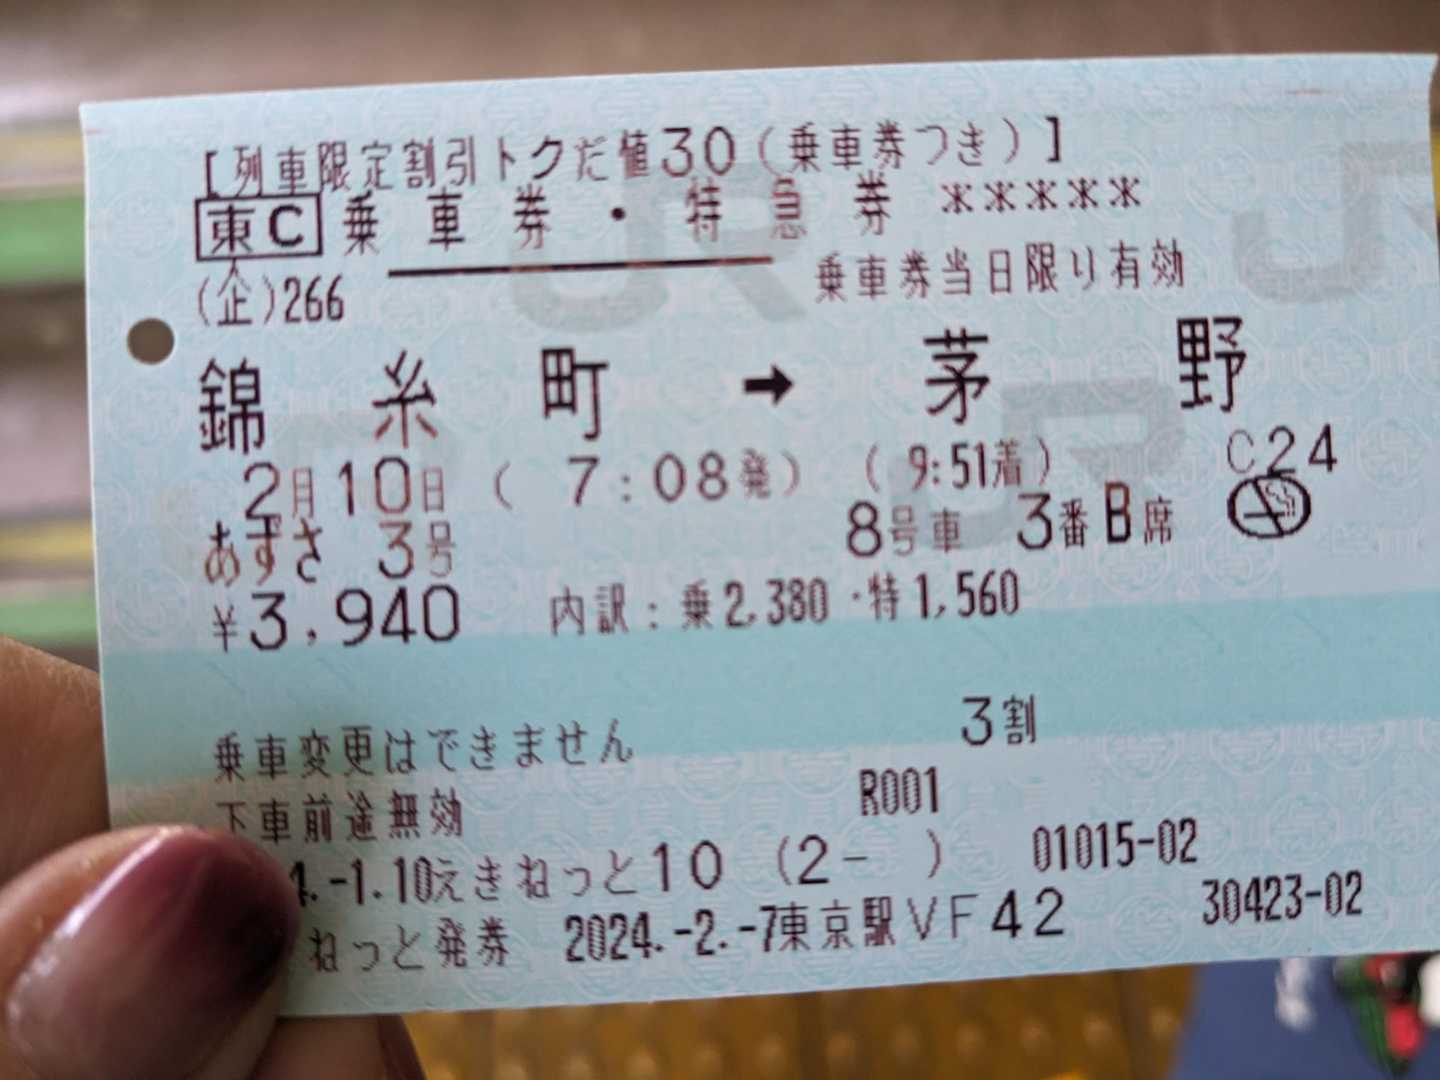 [列車限定割引トクだ値30(乗車券つき)]
東C 乗車券・特急券 *****
(企)266 乗車券当日限り有効
錦糸町 → 茅野
2月10日 ( 7:08発) ( 9:51着) C24
あずさ 3号 8号車 3番B席
¥3,940 内訳:乗2,380・特1,560
3割
乗車変更はできません
下車前途無効 R001
4.-1.10えきねっと10 (2- ) 01015-02
ねっと発券 2024.-2.-7東京駅VF42 30423-02
JR
JR